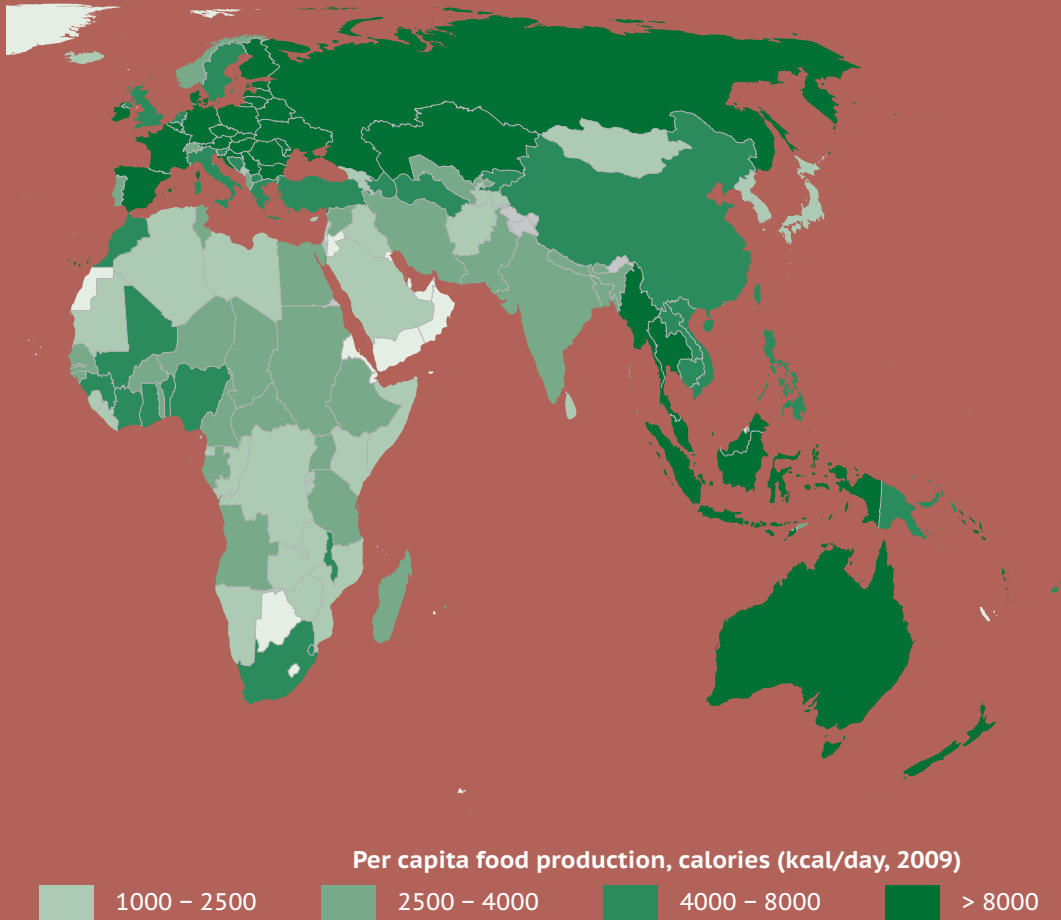 Per capita food production, calories (kcal/day, 2009)
1000 – 2500 2500 – 4000 4000 – 8000 > 8000